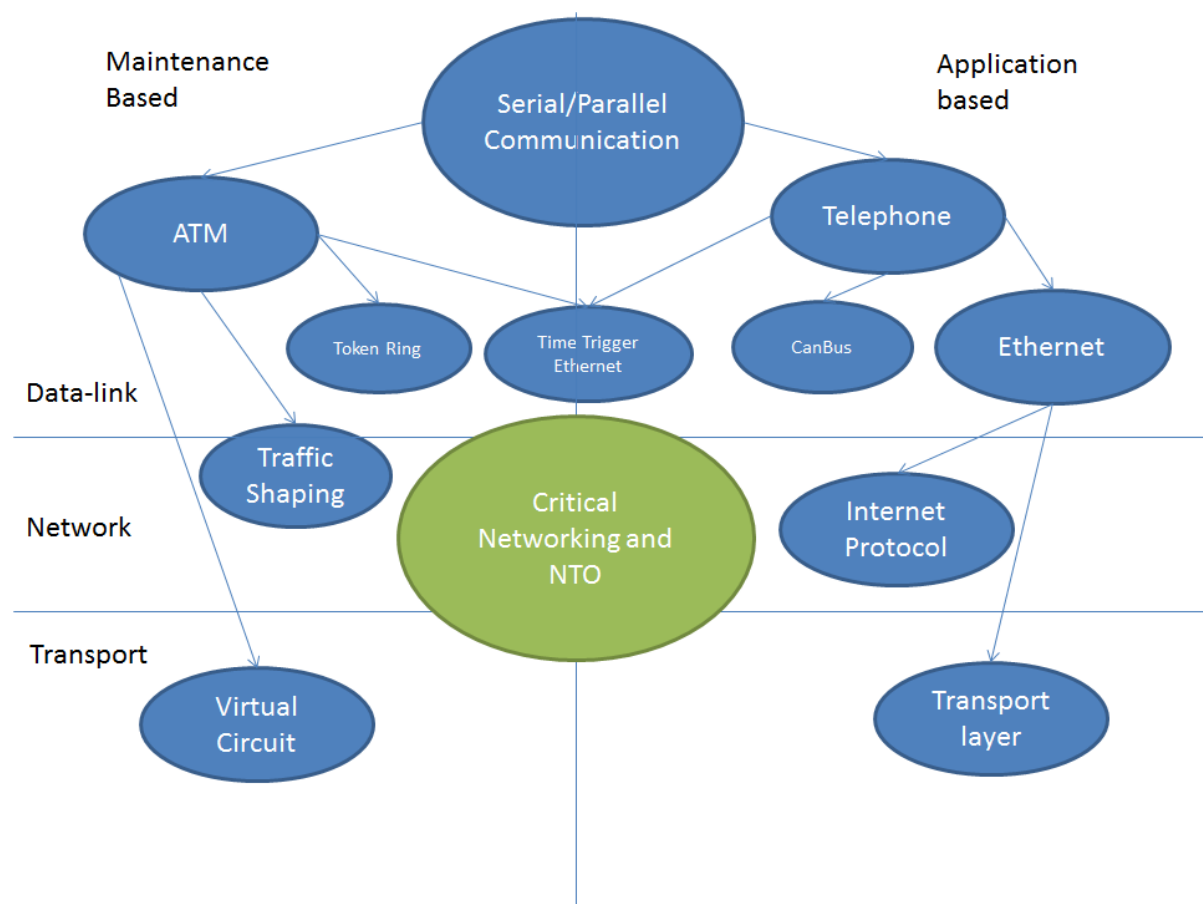 Maintenance
Based
Serial/Parallel
Communication
Application
based
ATM
Telephone
Token Ring
Time Trigger
Ethernet
CanBus
Ethernet
Data-link
Traffic
Shaping
Critical
Networking and
NTO
Internet
Protocol
Network
Transport
Virtual
Circuit
Transport
layer